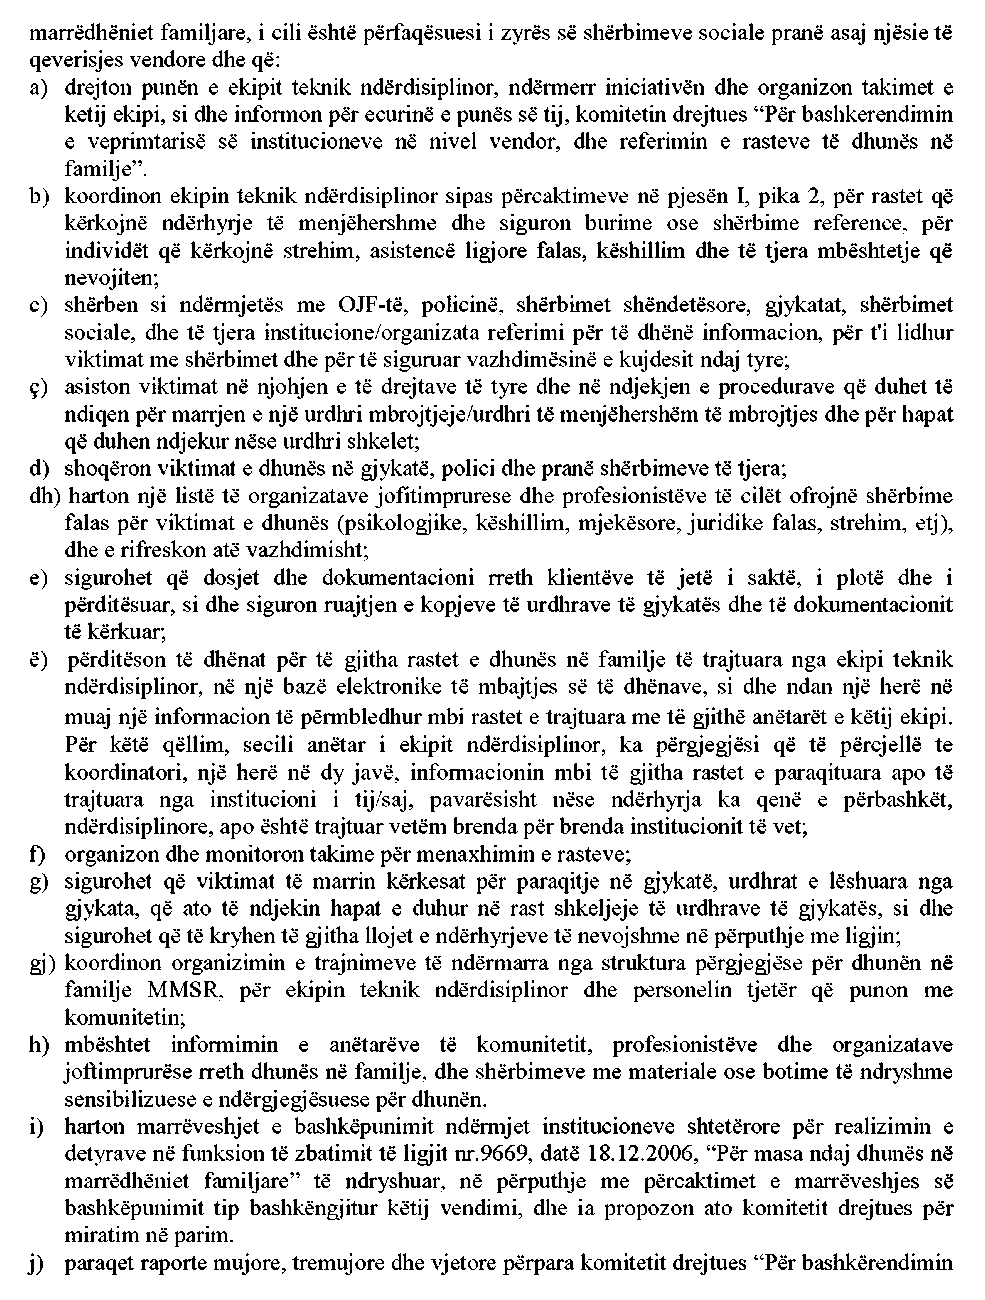 marrëdhëniet familjare, i cili është përfaqësuesi i zyrës së shërbimeve sociale pranë asaj njësie të
qeverisjes vendore dhe që:
a) drejton punën e ekipit teknik ndërdisiplinor, ndërmerr iniciativën dhe organizon takimet e
ketij ekipi, si dhe informon për ecurinë e punës së tij, komitetin drejtues “Për bashkerendimin
e veprimtarisë së institucioneve në nivel vendor, dhe referimin e rasteve të dhunës në
familje”.
b) koordinon ekipin teknik ndërdisiplinor sipas përcaktimeve në pjesën I, pika 2, për rastet që
kërkojnë ndërhyrje të menjëhershme dhe siguron burime ose shërbime reference, për
individët që kërkojnë strehim, asistencë ligjore falas, këshillim dhe të tjera mbështetje që
nevojiten;
c) shërben si ndërmjetës me OJF-të, policinë, shërbimet shëndetësore, gjykatat, shërbimet
sociale, dhe të tjera institucione/organizata referimi për të dhënë informacion, për t'i lidhur
viktimat me shërbimet dhe për të siguruar vazhdimësinë e kujdesit ndaj tyre;
ç) asiston viktimat në njohjen e të drejtave të tyre dhe në ndjekjen e procedurave që duhet të
ndiqen për marrjen e një urdhri mbrojtjeje/urdhri të menjëhershëm të mbrojtjes dhe për hapat
që duhen ndjekur nëse urdhri shkelet;
d) shoqëron viktimat e dhunës në gjykatë, polici dhe pranë shërbimeve të tjera;
dh) harton një listë të organizatave jofitimprurese dhe profesionistëve të cilët ofrojnë shërbime
falas për viktimat e dhunës (psikologjike, këshillim, mjekësore, juridike falas, strehim, etj),
dhe e rifreskon atë vazhdimisht;
e) sigurohet që dosjet dhe dokumentacioni rreth klientëve të jetë i saktë, i plotë dhe i
përditësuar, si dhe siguron ruajtjen e kopjeve të urdhrave të gjykatës dhe të dokumentacionit
të kërkuar;
ë) përditëson të dhënat për të gjitha rastet e dhunës në familje të trajtuara nga ekipi teknik
ndërdisiplinor, në një bazë elektronike të mbajtjes së të dhënave, si dhe ndan një herë në
muaj një informacion të përmbledhur mbi rastet e trajtuara me të gjithë anëtarët e këtij ekipi.
Për këtë qëllim, secili anëtar i ekipit ndërdisiplinor, ka përgjegjësi që të përcjellë te
koordinatori, një herë në dy javë, informacionin mbi të gjitha rastet e paraqituara apo të
trajtuara nga institucioni i tij/saj, pavarësisht nëse ndërhyrja ka qenë e përbashkët,
ndërdisiplinore, apo është trajtuar vetëm brenda për brenda institucionit të vet;
f) organizon dhe monitoron takime për menaxhimin e rasteve;
g) sigurohet që viktimat të marrin kërkesat për paraqitje në gjykatë, urdhrat e lëshuara nga
gjykata, që ato të ndjekin hapat e duhur në rast shkeljeje të urdhrave të gjykatës, si dhe
sigurohet që të kryhen të gjitha llojet e ndërhyrjeve të nevojshme në përputhje me ligjin;
gj) koordinon organizimin e trajnimeve të ndërmarra nga struktura përgjegjëse për dhunën në
familje MMSR, për ekipin teknik ndërdisiplinor dhe personelin tjetër që punon me
komunitetin;
h) mbështet informimin e anëtarëve të komunitetit, profesionistëve dhe organizatave
joftimprurëse rreth dhunës në familje, dhe shërbimeve me materiale ose botime të ndryshme
sensibilizuese e ndërgjegjësuese për dhunën.
i) harton marrëveshjet e bashkëpunimit ndërmjet institucioneve shtetërore për realizimin e
detyrave në funksion të zbatimit të ligjit nr.9669, datë 18.12.2006, “Për masa ndaj dhunës në
marrëdhëniet familjare” të ndryshuar, në përputhje me përcaktimet e marrëveshjes së
bashkëpunimit tip bashkëngjitur këtij vendimi, dhe ia propozon ato komitetit drejtues për
miratim në parim.
j) paraqet raporte mujore, tremujore dhe vjetore përpara komitetit drejtues “Për bashkërendimin